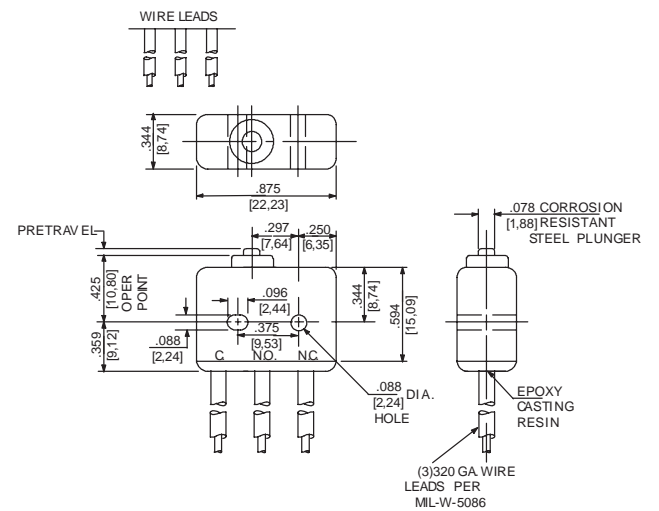 WIRE LEADS
.344
[8,74]
.875
[22,23]
PRETRAVEL
.297
[7,64]
.250
[6,35]
.078 CORROSION
[1,88] RESISTANT
STEEL PLUNGER
.425
[10,80]
OPER
POINT
.096
[2,44]
.344
[8,74]
.594
[15,09]
.359
[9,12]
.088
[2,24]
.375
[9,53]
C. N.O. N.C.
.088 DIA.
[2,24]
HOLE
EPOXY
CASTING
RESIN
(3)320 GA. WIRE
LEADS PER
MIL-W-5086